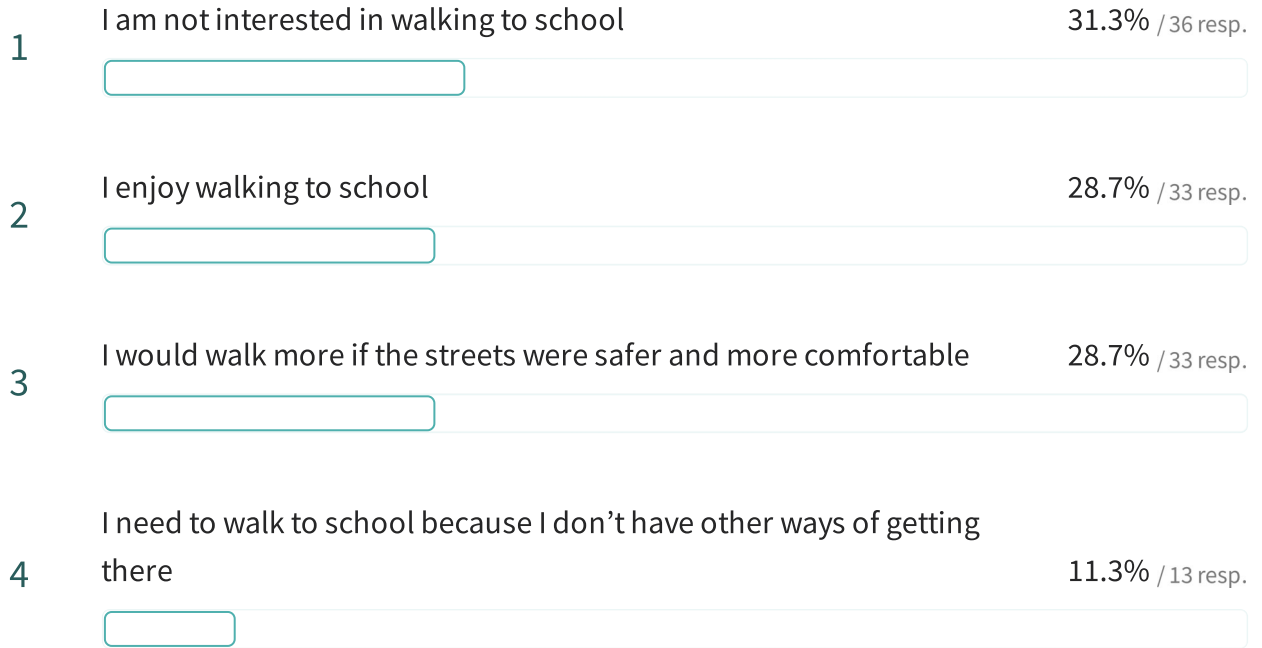 1
I am not interested in walking to school
31.3% / 36 resp.
2
I enjoy walking to school
28.7% / 33 resp.
3
I would walk more if the streets were safer and more comfortable
28.7% / 33 resp.
4
I need to walk to school because I don’t have other ways of getting
there
11.3% / 13 resp.